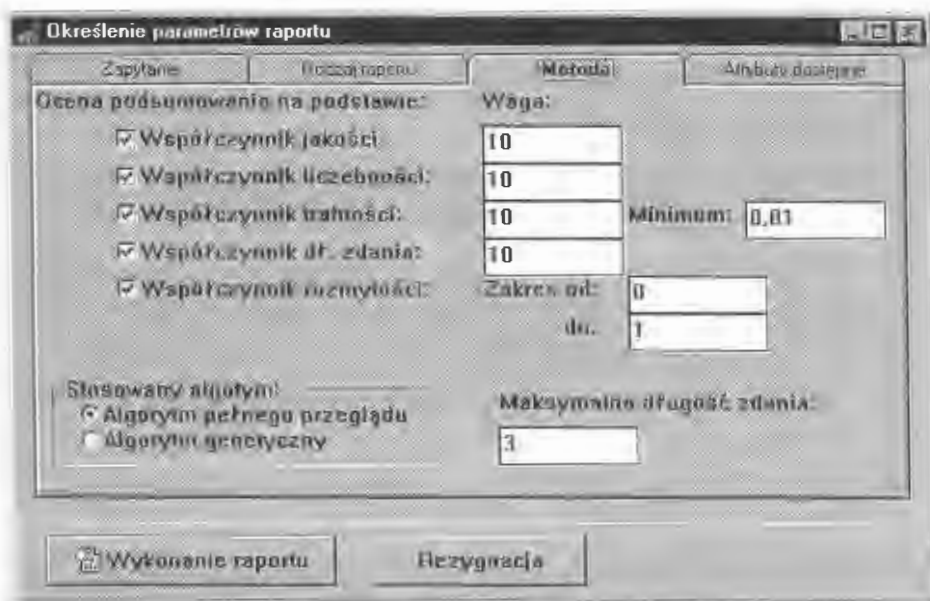 Określenie parametrów raportu
Zapytanie Rodzaj raportu Metoda Atrybuty dostępne
Ocena podsumowania na podstawie: Waga:
Współczynnik jakości 10
Współczynnik liczebności: 10
Współczynnik trafności: 10 Minimum: 0,01
Współczynnik dł. zdania: 10
Współczynnik rozmytości: Zakres od: 0
do: 1
Stosowany algorytm:
Algorytm pełnego przeglądu
Algorytm genetyczny
Maksymalna długość zdania:
3
Wykonanie raportu Rezygnacja